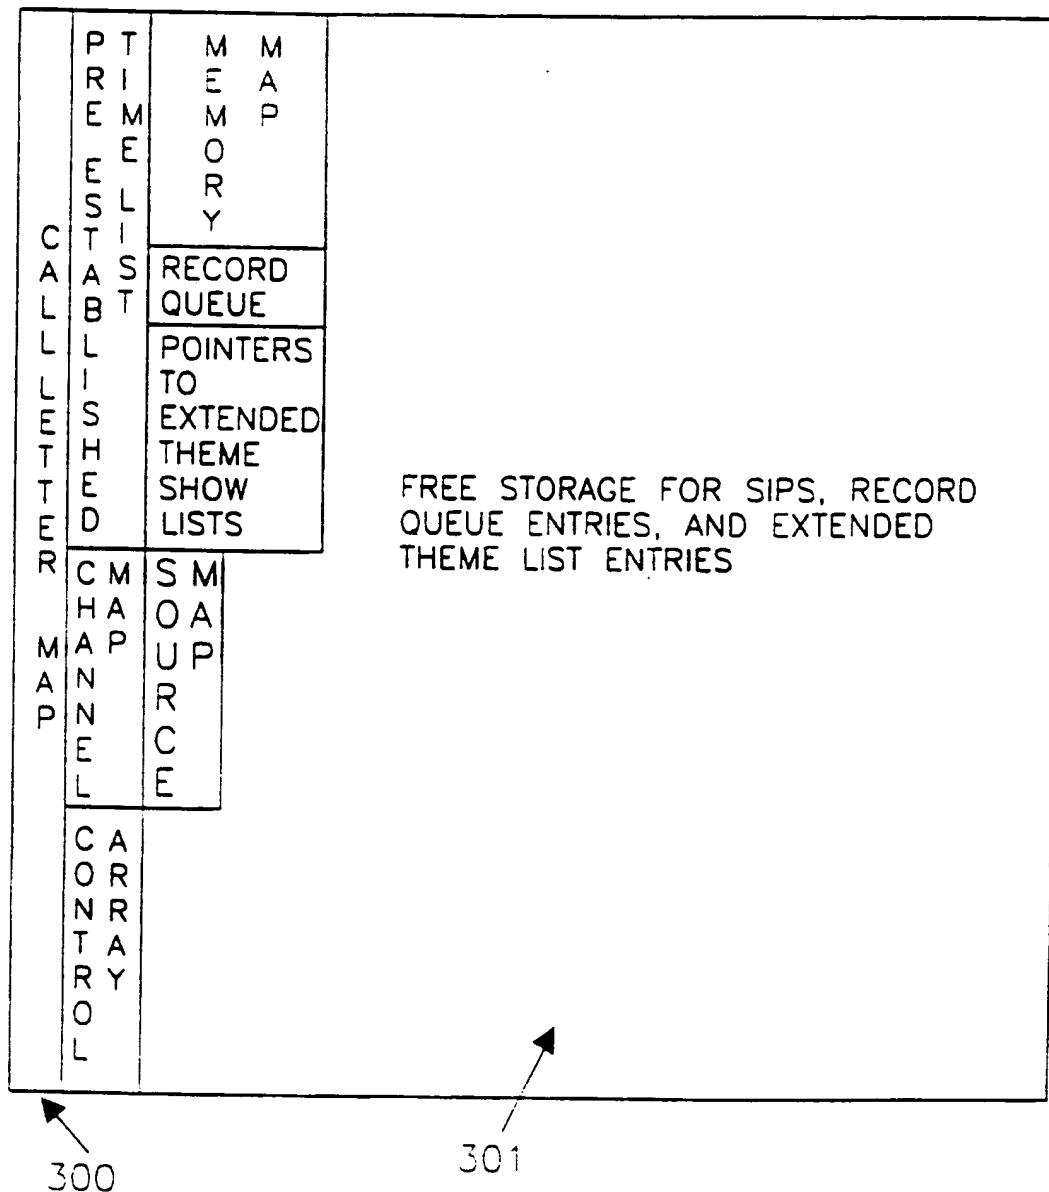 CALL LETTER MAP
PRE ESTABLISHED
TIME LIST
MEMORY
MAP
RECORD
QUEUE
POINTERS
TO
EXTENDED
THEME
SHOW
LISTS
CHANNEL
MAP
SOURCE
MAP
CONTROL
ARRAY
FREE STORAGE FOR SIPS, RECORD
QUEUE ENTRIES, AND EXTENDED
THEME LIST ENTRIES
300
301